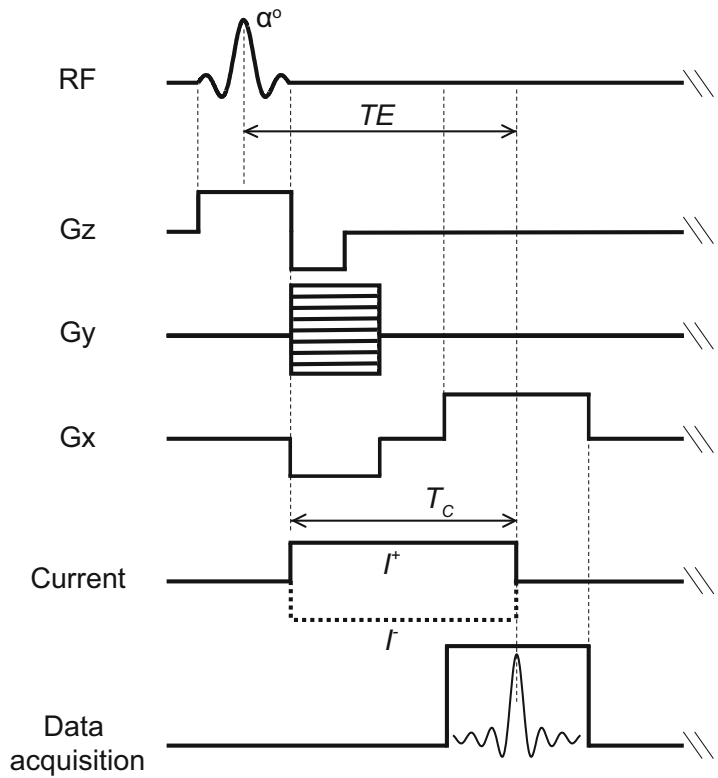 α°
RF
TE
Gz
Gy
Gx
T_C
I⁺
Current
I⁻
Data
acquisition